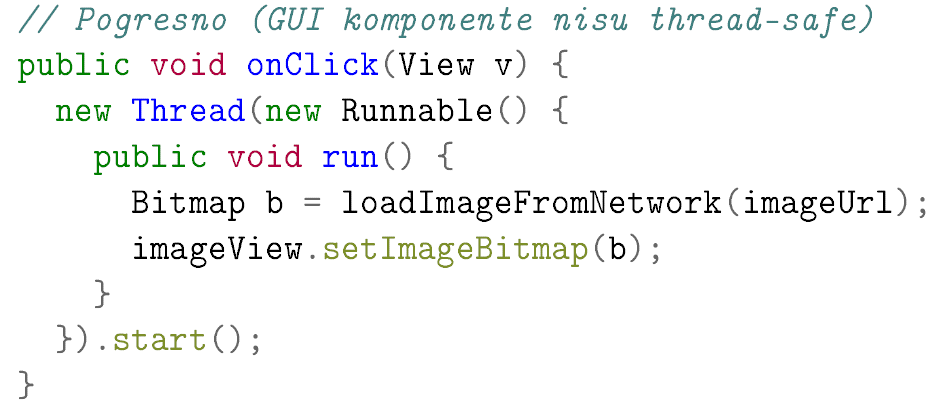 // Pogresno (GUI komponente nisu thread-safe)
public void onClick(View v) {
  new Thread(new Runnable() {
    public void run() {
      Bitmap b = loadImageFromNetwork(imageUrl);
      imageView.setImageBitmap(b);
    }
  }).start();
}